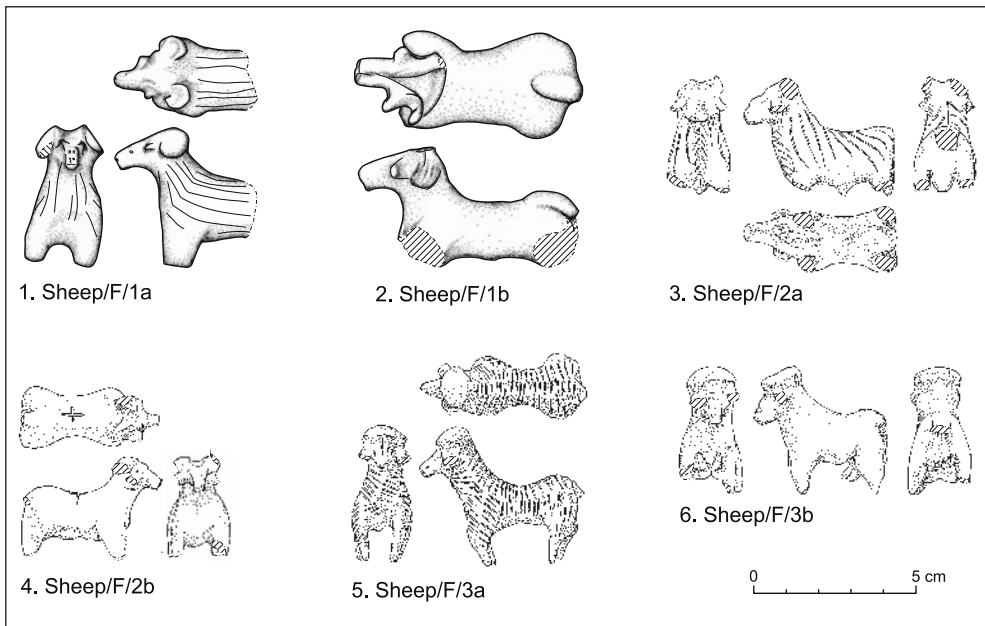 1. Sheep/F/1a
2. Sheep/F/1b
3. Sheep/F/2a
4. Sheep/F/2b
5. Sheep/F/3a
6. Sheep/F/3b
0 5 cm